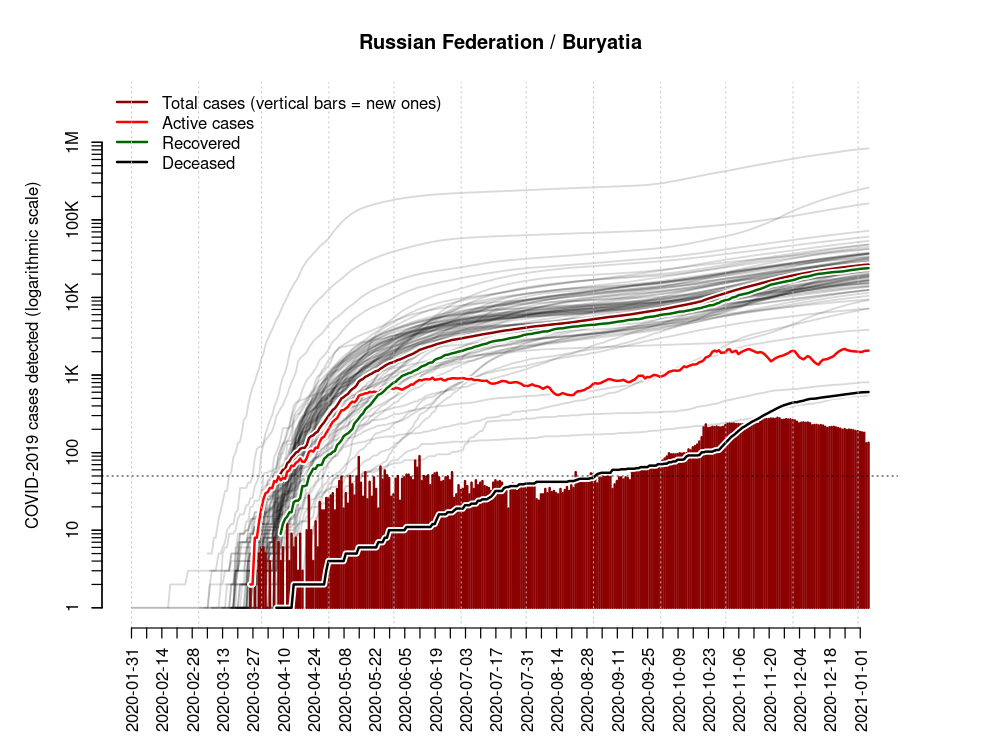 Russian Federation / Buryatia
Total cases (vertical bars = new ones)
Active cases
Recovered
Deceased
COVID-2019 cases detected (logarithmic scale)
1M
100K
10K
1K
100
10
1
2020-01-31
2020-02-14
2020-02-28
2020-03-13
2020-03-27
2020-04-10
2020-04-24
2020-05-08
2020-05-22
2020-06-05
2020-06-19
2020-07-03
2020-07-17
2020-07-31
2020-08-14
2020-08-28
2020-09-11
2020-09-25
2020-10-09
2020-10-23
2020-11-06
2020-11-20
2020-12-04
2020-12-18
2021-01-01